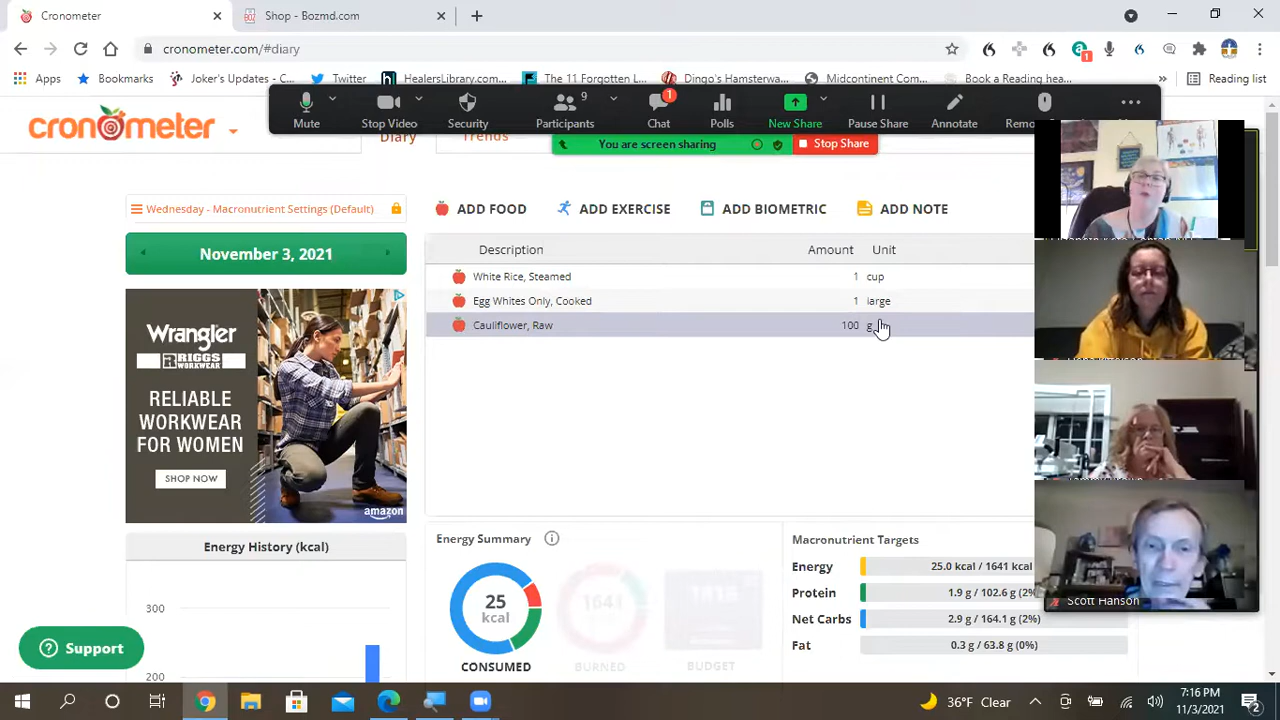 Cronometer
Shop - Bozmd.com
cronometer.com/#diary
Apps
Bookmarks
Joker's Updates - C...
Twitter
HealersLibrary.com...
The 11 Forgotten L...
Dingo's Hamsterwa...
Midcontinent Com...
Book a Reading hea...
Reading list
Mute
Stop Video
Security
9
Participants
1
Chat
Polls
New Share
Pause Share
Annotate
Remo
cronometer
You are screen sharing
Stop Share
Diary
Trends
Wednesday - Macronutrient Settings (Default)
ADD FOOD
ADD EXERCISE
ADD BIOMETRIC
ADD NOTE
November 3, 2021
Description Amount Unit
White Rice, Steamed 1 cup
Egg Whites Only, Cooked 1 large
Cauliflower, Raw 100 g
Wrangler
RIGGS
WORKWEAR
RELIABLE
WORKWEAR
FOR WOMEN
SHOP NOW
amazon
Energy History (kcal)
300
200
Energy Summary
25
kcal
CONSUMED
1641
BURNED
BUDGET
Macronutrient Targets
Energy 25.0 kcal / 1641 kcal
Protein 1.9 g / 102.6 g (2%
Net Carbs 2.9 g / 164.1 g (2%)
Fat 0.3 g / 63.8 g (0%)
Scott Hanson
Support
36°F Clear
7:16 PM
11/3/2021
2